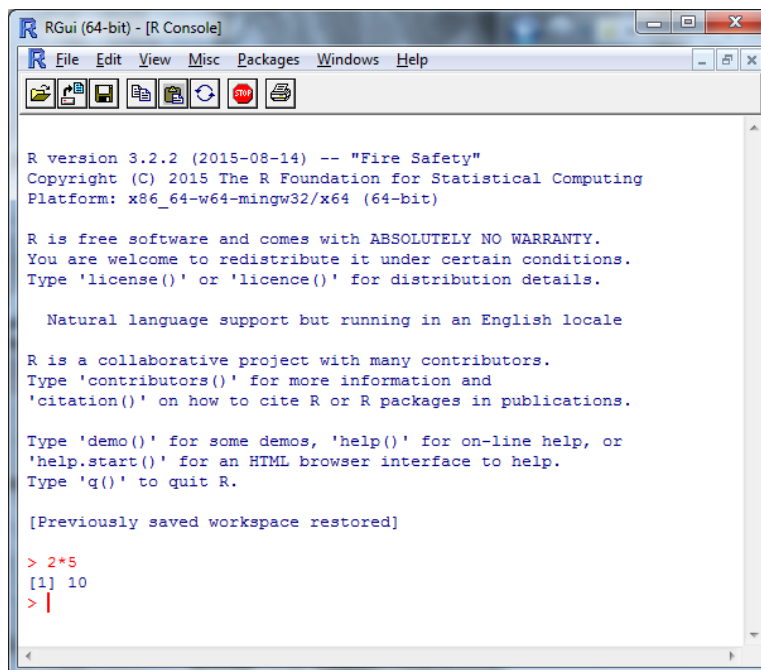 RGui (64-bit) - [R Console]
File Edit View Misc Packages Windows Help
STOP
R version 3.2.2 (2015-08-14) -- "Fire Safety"
Copyright (C) 2015 The R Foundation for Statistical Computing
Platform: x86_64-w64-mingw32/x64 (64-bit)
R is free software and comes with ABSOLUTELY NO WARRANTY.
You are welcome to redistribute it under certain conditions.
Type 'license()' or 'licence()' for distribution details.
Natural language support but running in an English locale
R is a collaborative project with many contributors.
Type 'contributors()' for more information and
'citation()' on how to cite R or R packages in publications.
Type 'demo()' for some demos, 'help()' for on-line help, or
'help.start()' for an HTML browser interface to help.
Type 'q()' to quit R.
[Previously saved workspace restored]
> 2*5
[1] 10
>